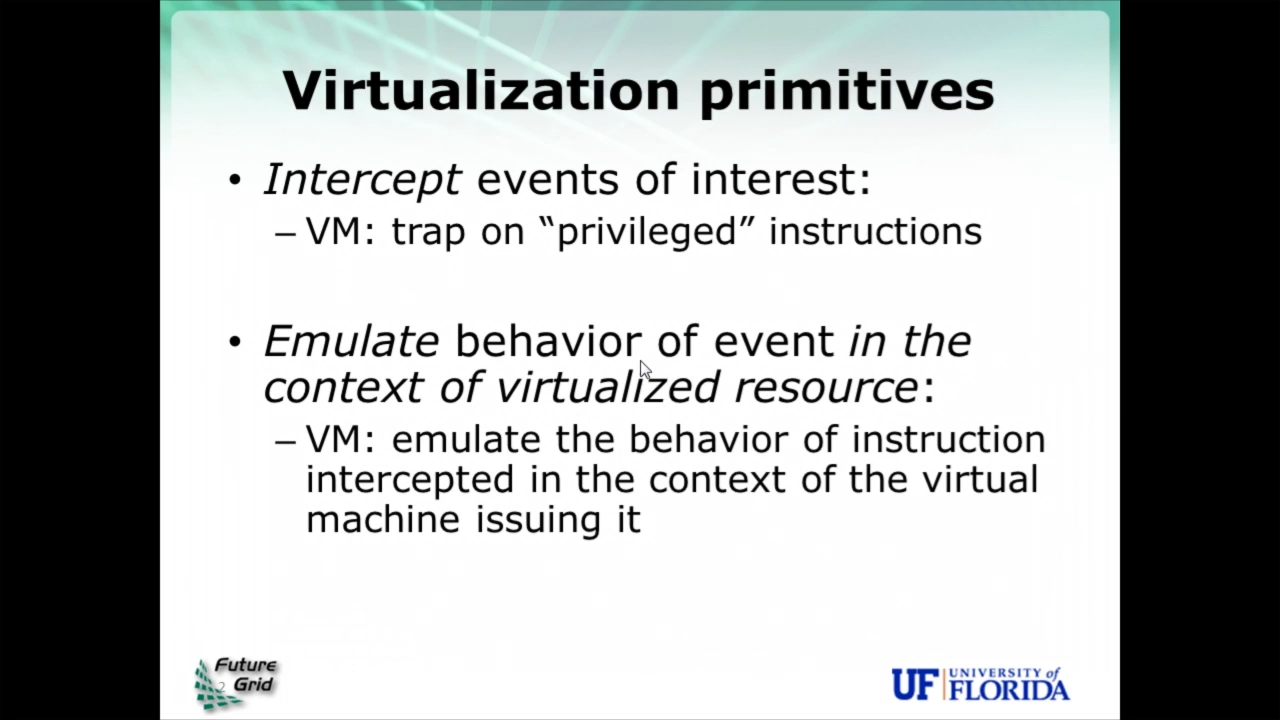 Virtualization primitives
• Intercept events of interest:
– VM: trap on “privileged” instructions
• Emulate behavior of event in the
context of virtualized resource:
– VM: emulate the behavior of instruction
intercepted in the context of the virtual
machine issuing it
Future
Grid
2
UF UNIVERSITY of
FLORIDA